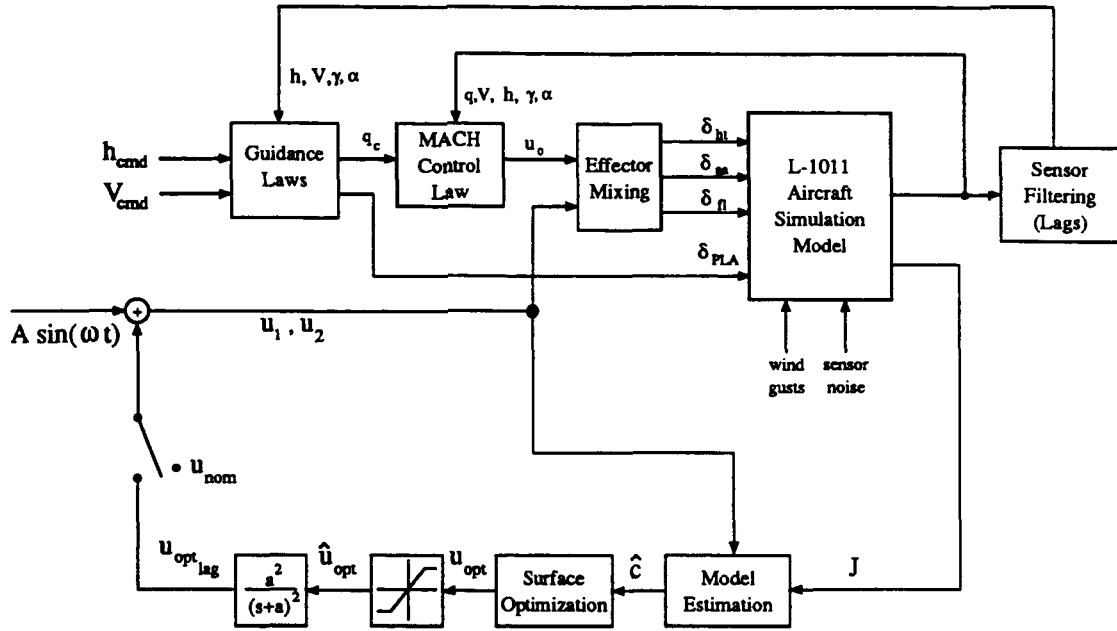 h, V,γ, α
q,V, h, γ, α
h_cmd
V_cmd
Guidance
Laws
q_c
MACH
Control
Law
u_o
Effector
Mixing
δ_ht
δ_aa
δ_fl
δ_PLA
L-1011
Aircraft
Simulation
Model
Sensor
Filtering
(Lags)
A sin(ω t)
+
u_1 , u_2
wind
gusts
sensor
noise
u_nom
u_opt_lag
a^2
(s+a)^2
û_opt
u_opt
Surface
Optimization
ĉ
Model
Estimation
J